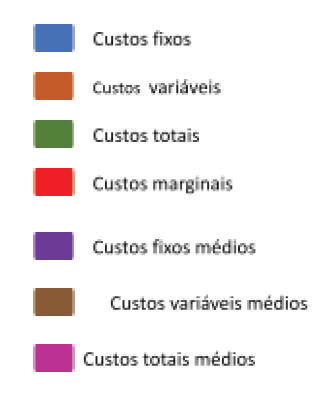 Custos fixos
Custos variáveis
Custos totais
Custos marginais
Custos fixos médios
Custos variáveis médios
Custos totais médios